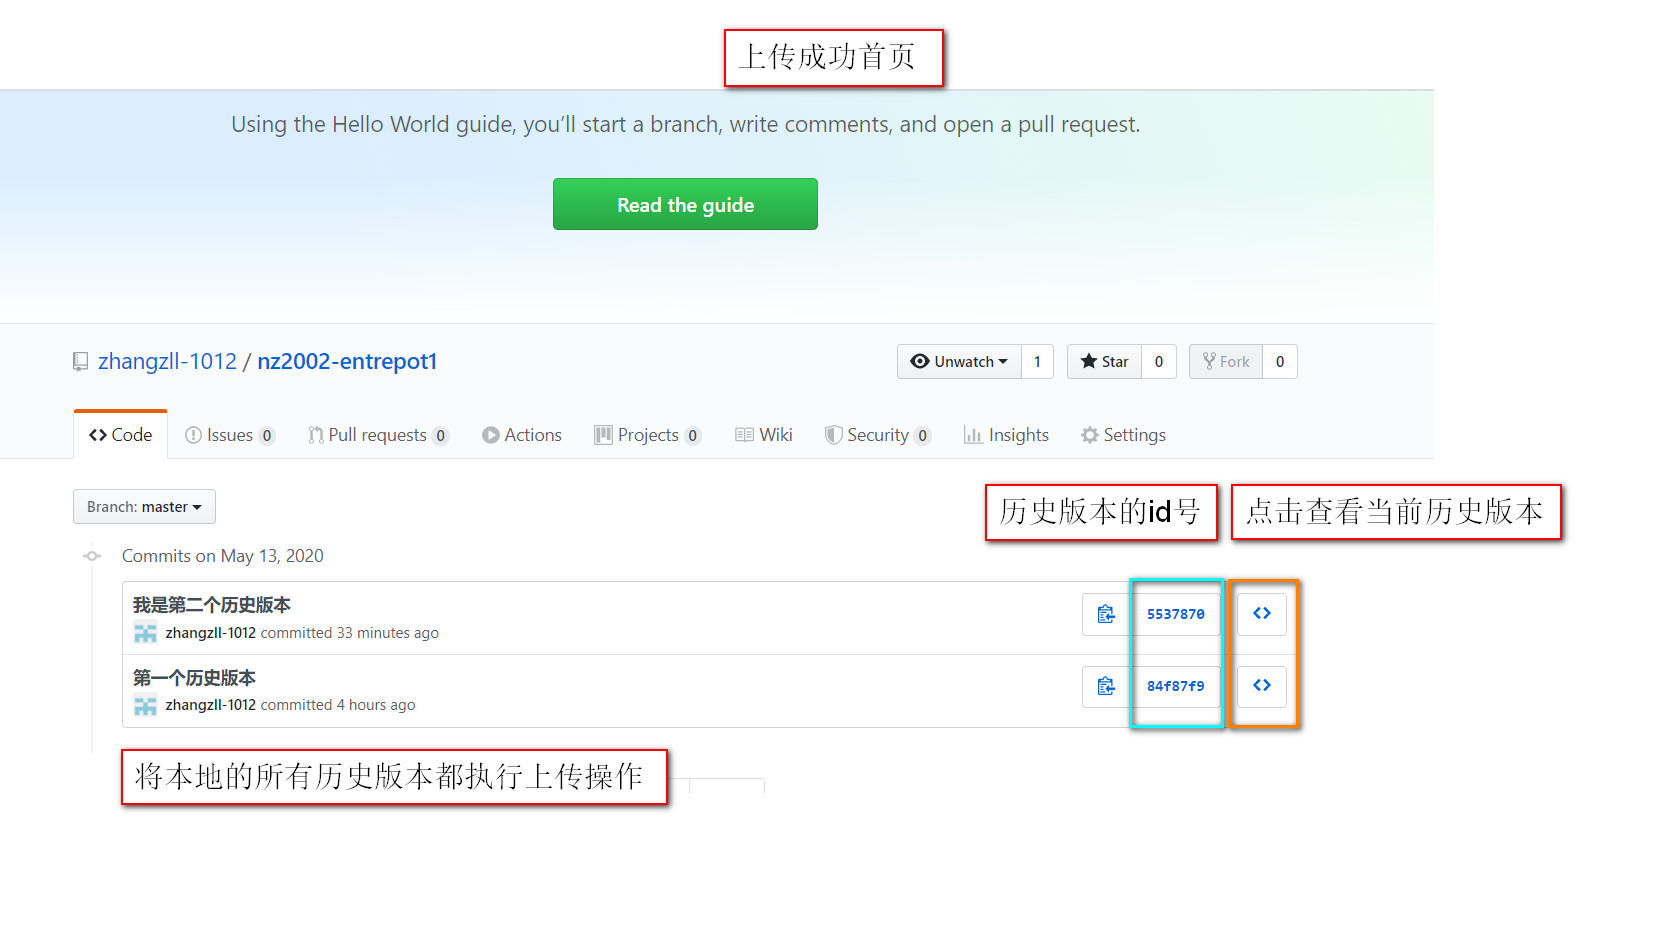 上传成功首页
Using the Hello World guide, you’ll start a branch, write comments, and open a pull request.
Read the guide
zhangzll-1012 / nz2002-entrepot1
Unwatch 1 Star 0 Fork 0
Code Issues 0 Pull requests 0 Actions Projects 0 Wiki Security 0 Insights Settings
Branch: master
历史版本的id号
点击查看当前历史版本
Commits on May 13, 2020
我是第二个历史版本
zhangzll-1012 committed 33 minutes ago
5537870
第一个历史版本
zhangzll-1012 committed 4 hours ago
84f87f9
将本地的所有历史版本都执行上传操作